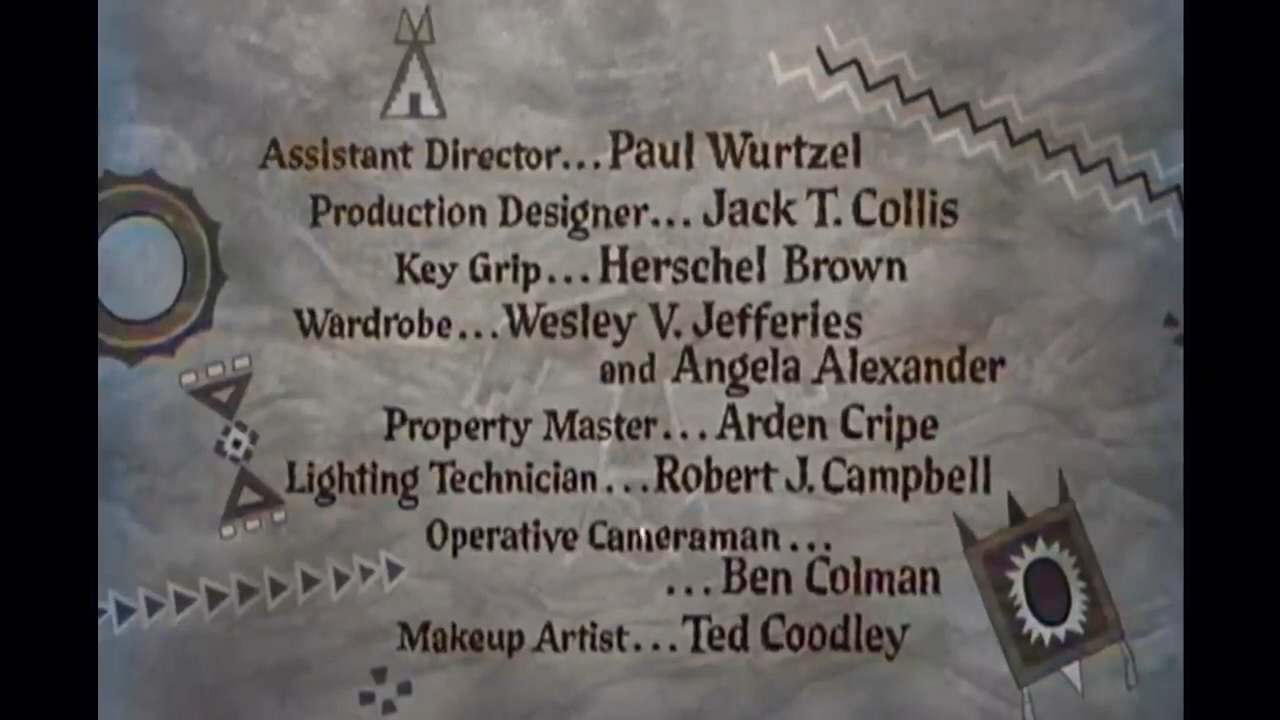 Assistant Director...Paul Wurtzel
Production Designer... Jack T. Collis
Key Grip...Herschel Brown
Wardrobe...Wesley V. Jefferies
and Angela Alexander
Property Master...Arden Cripe
Lighting Technician...Robert J. Campbell
Operative Cameraman...
...Ben Colman
Makeup Artist...Ted Coodley